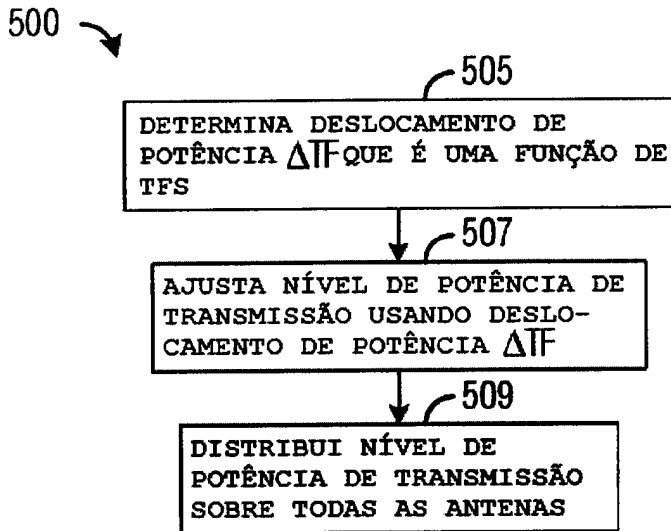 500
505
DETERMINA DESLOCAMENTO DE
POTÊNCIA ΔTF QUE É UMA FUNÇÃO DE
TFS
507
AJUSTA NÍVEL DE POTÊNCIA DE
TRANSMISSÃO USANDO DESLO-
CAMENTO DE POTÊNCIA ΔTF
509
DISTRIBUI NÍVEL DE
POTÊNCIA DE TRANSMISSÃO
SOBRE TODAS AS ANTENAS